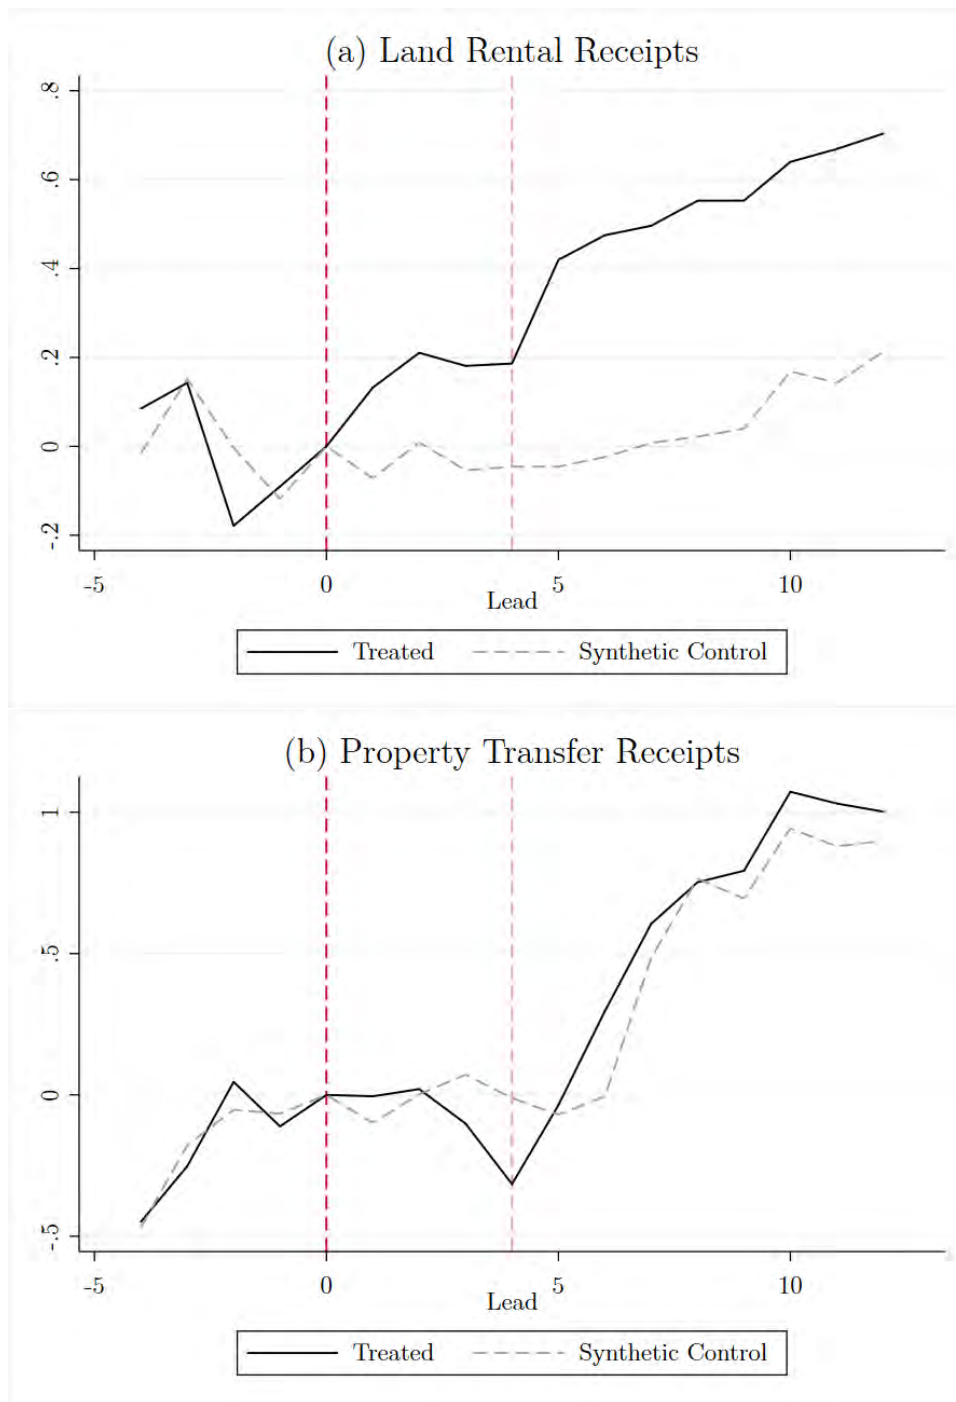 (a) Land Rental Receipts
.8
.6
.4
.2
0
-.2
-5 0 5 10
Lead
Treated Synthetic Control
(b) Property Transfer Receipts
1
.5
0
-.5
-5 0 5 10
Lead
Treated Synthetic Control